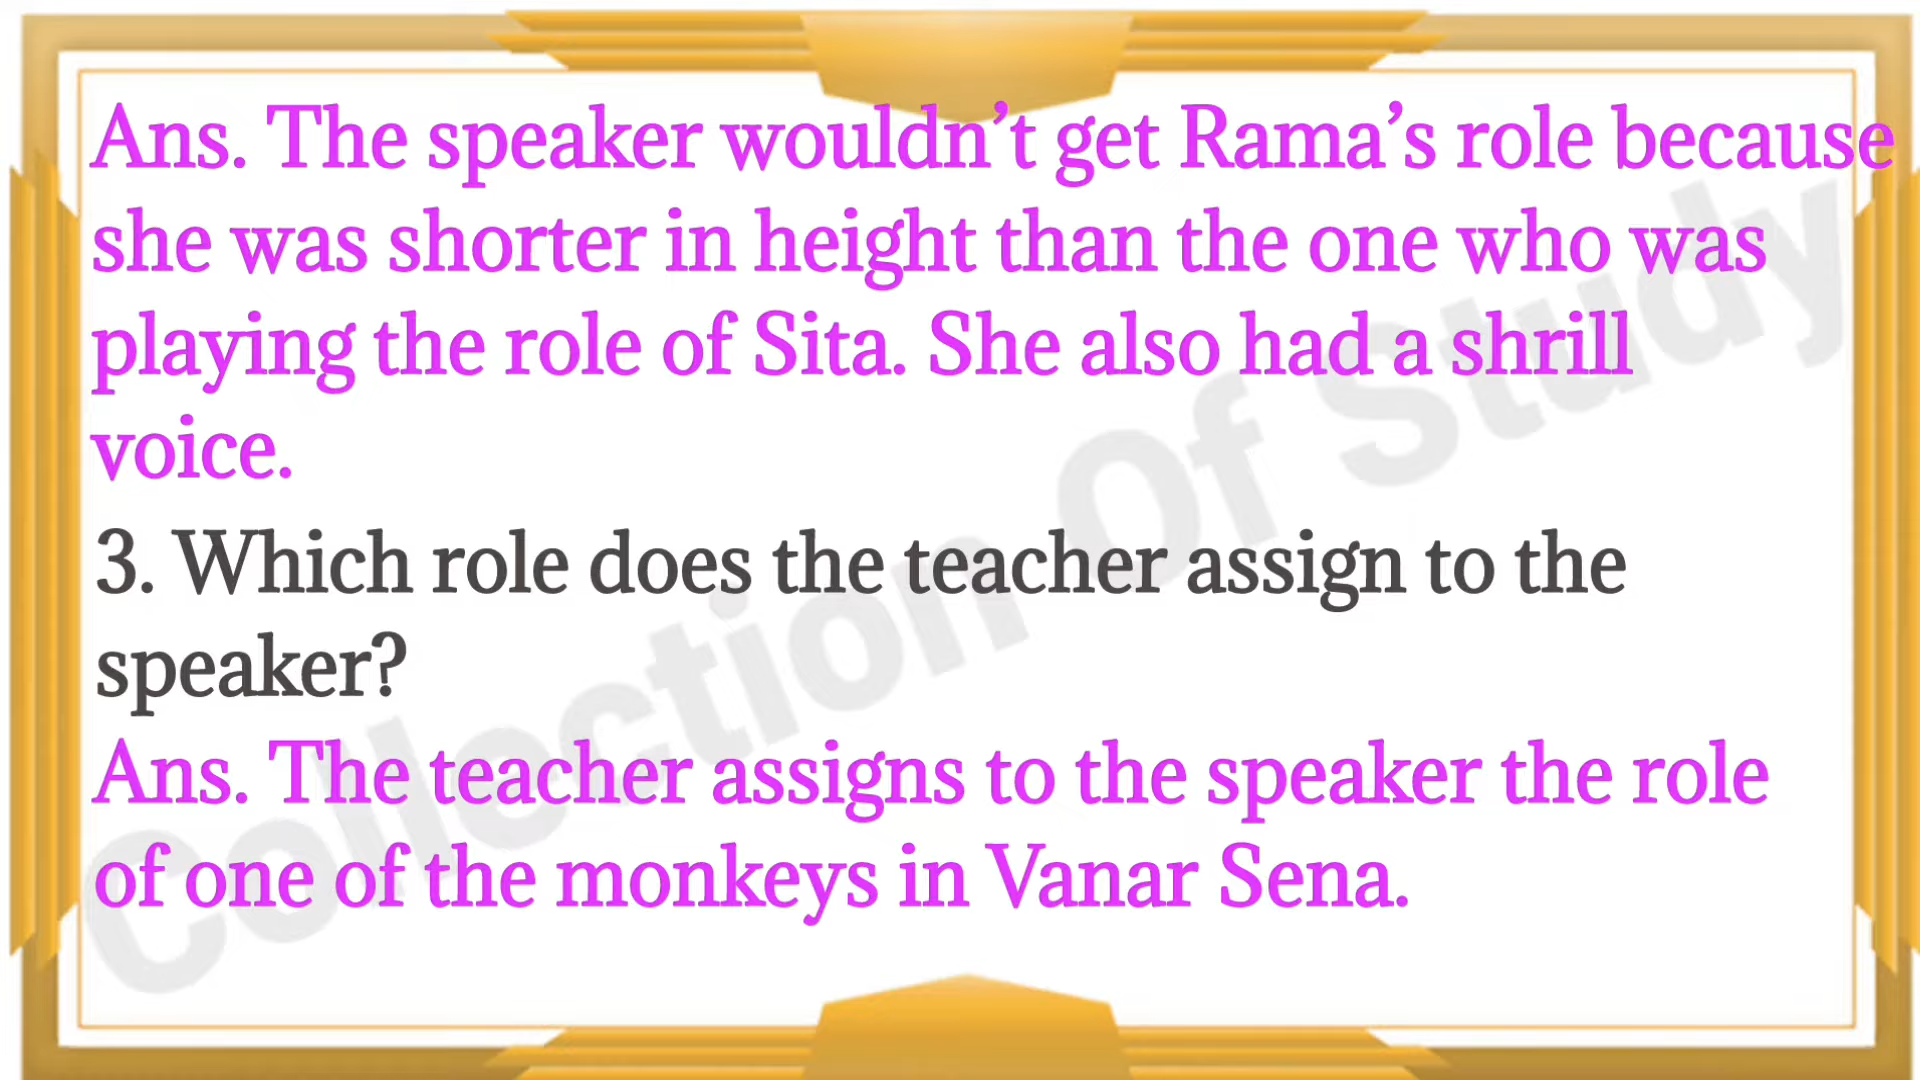 Ans. The speaker wouldn’t get Rama’s role because
she was shorter in height than the one who was
playing the role of Sita. She also had a shrill
voice.
3. Which role does the teacher assign to the
speaker?
Ans. The teacher assigns to the speaker the role
of one of the monkeys in Vanar Sena.
Collection Of Study